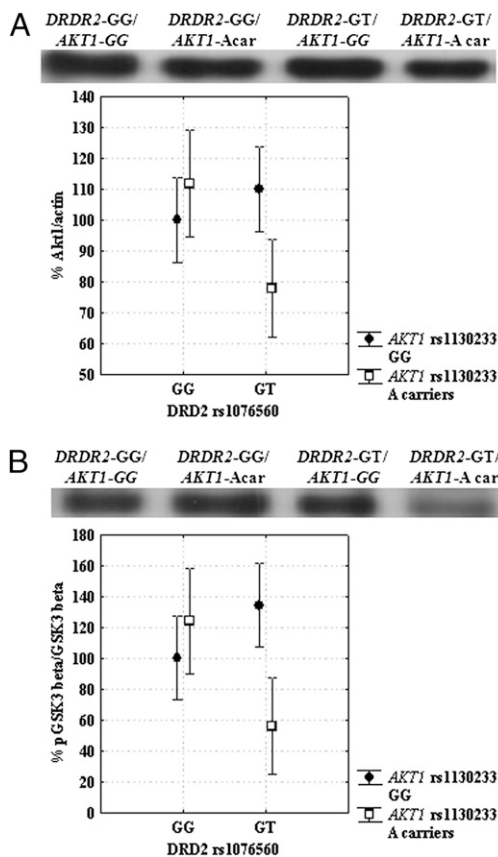 A
DRDR2-GG/ DRDR2-GG/ DRDR2-GT/ DRDR2-GT/
AKT1-GG AKT1-Acar AKT1-GG AKT1-A car
140
130
120
110
100
90
80
70
60
50
% Akt1/actin
GG GT
DRD2 rs1076560
AKT1 rs1130233
GG
AKT1 rs1130233
A carriers
B
DRDR2-GG/ DRDR2-GG/ DRDR2-GT/ DRDR2-GT/
AKT1-GG AKT1-Acar AKT1-GG AKT1-A car
180
160
140
120
100
80
60
40
20
0
% pGSK3 beta/GSK3 beta
GG GT
DRD2 rs1076560
AKT1 rs1130233
GG
AKT1 rs1130233
A carriers